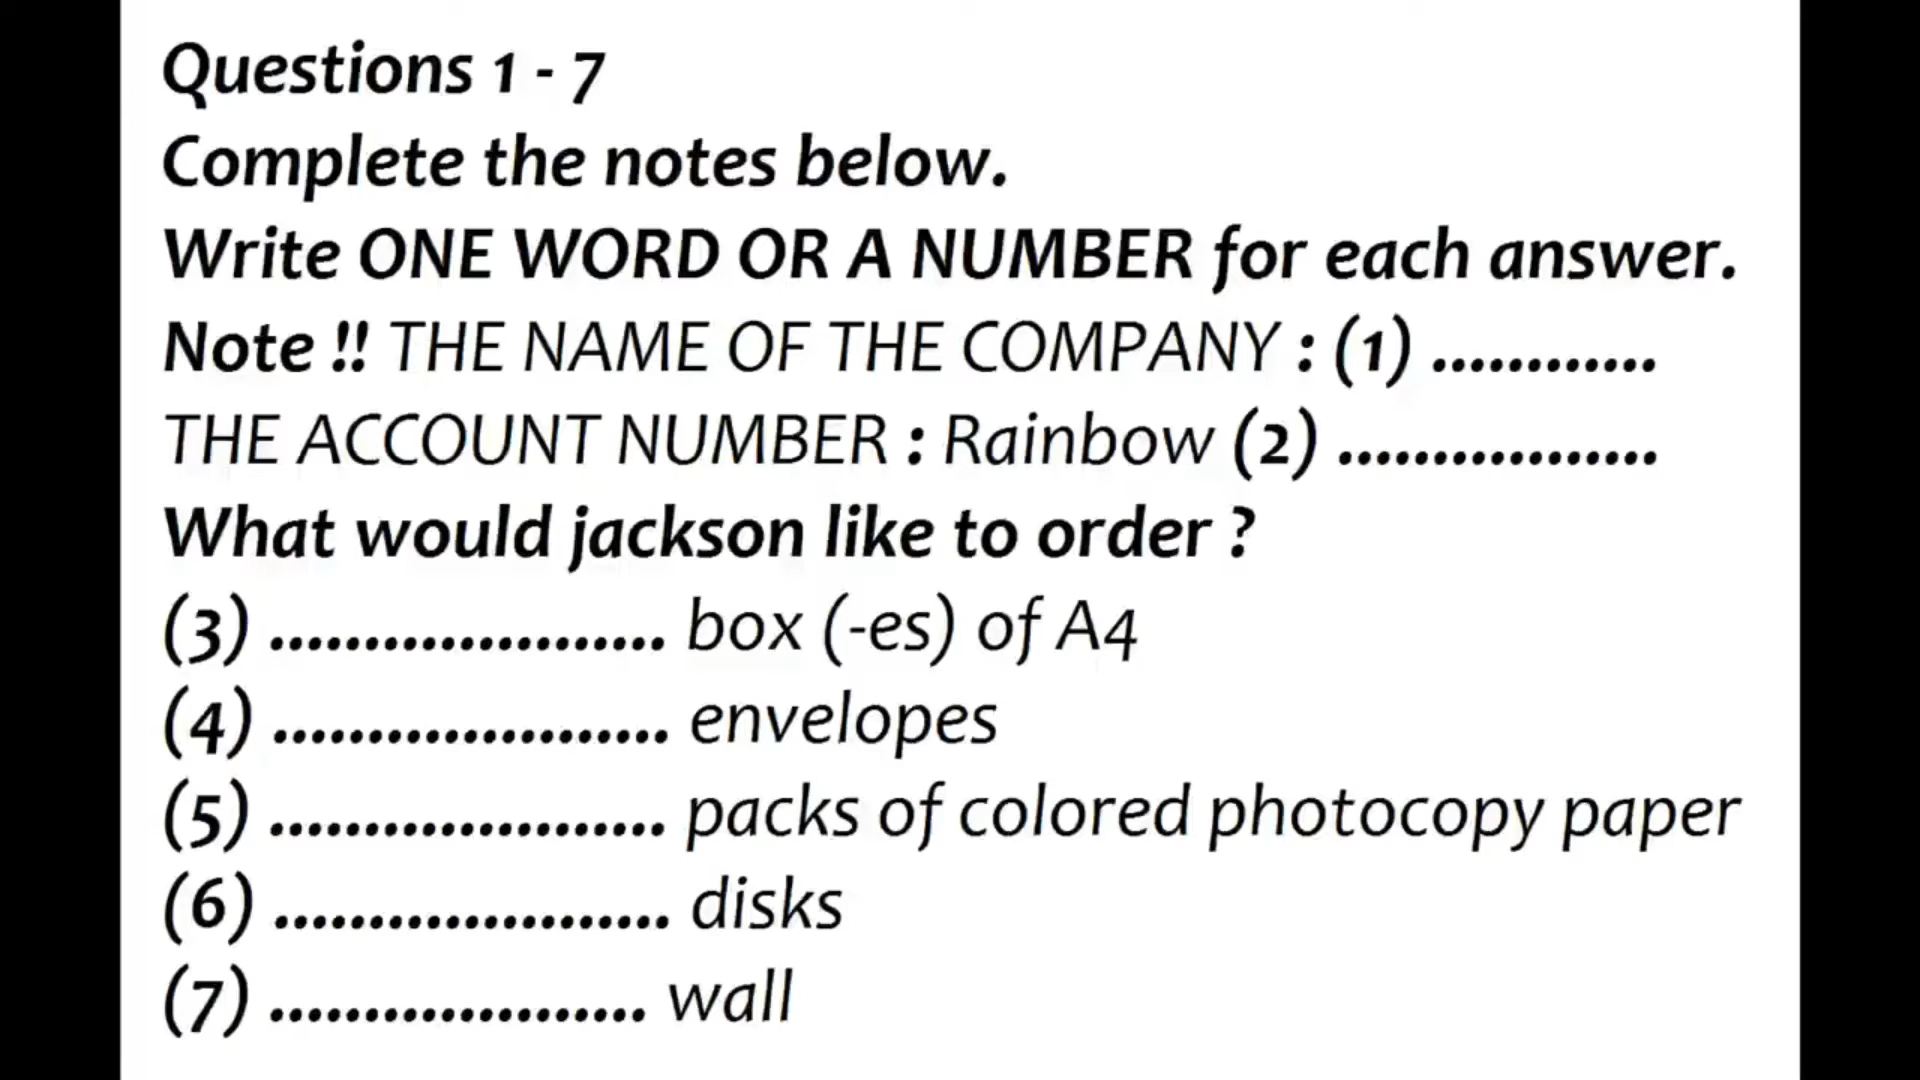 Questions 1 - 7
Complete the notes below.
Write ONE WORD OR A NUMBER for each answer.
Note !! THE NAME OF THE COMPANY : (1) ............
THE ACCOUNT NUMBER : Rainbow (2) .................
What would jackson like to order ?
(3) ..................... box (-es) of A4
(4) ..................... envelopes
(5) ..................... packs of colored photocopy paper
(6) ..................... disks
(7) .................... wall